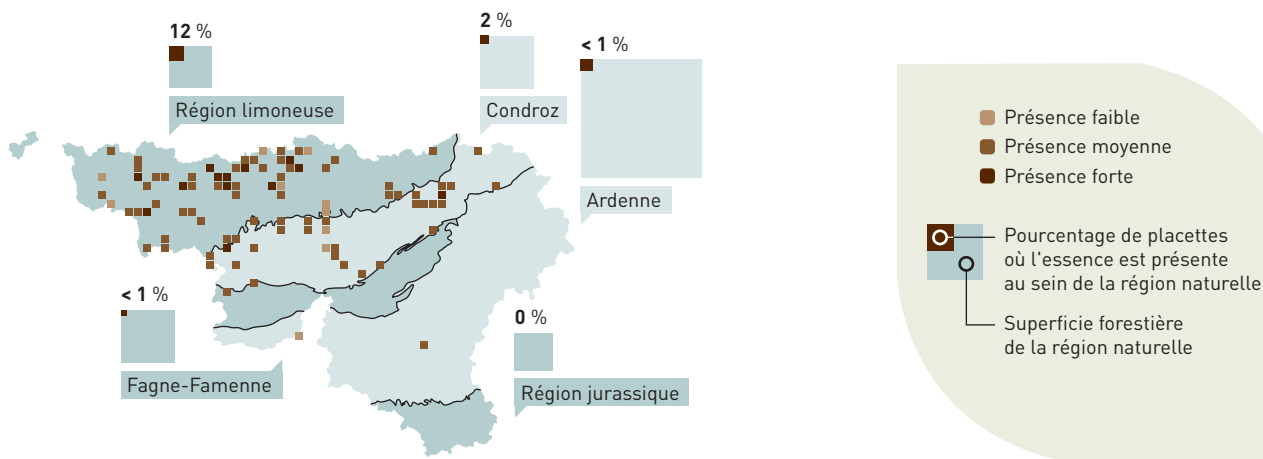 12 %
Région limoneuse
2 %
Condroz
< 1 %
Ardenne
< 1 %
Fagne-Famenne
0 %
Région jurassique
Présence faible
Présence moyenne
Présence forte
Pourcentage de placettes
où l'essence est présente
au sein de la région naturelle
Superficie forestière
de la région naturelle